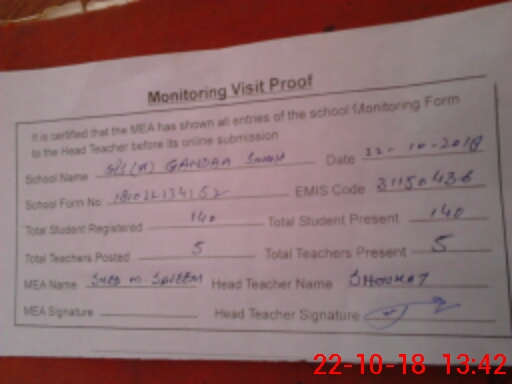 Monitoring Visit Proof
It is certified that the MEA has shown all entries of the school Monitoring Form
to the Head Teacher before its online submission
School Name GANDAA SINGH Date 22-10-2018
School Form No: EMIS Code 31150436
Total Student Registered 140 Total Student Present 140
Total Teachers Posted 5 Total Teachers Present 5
MEA Name M. SALEEM Head Teacher Name SHOUKAT
MEA Signature Head Teacher Signature
22-10-18 13:42